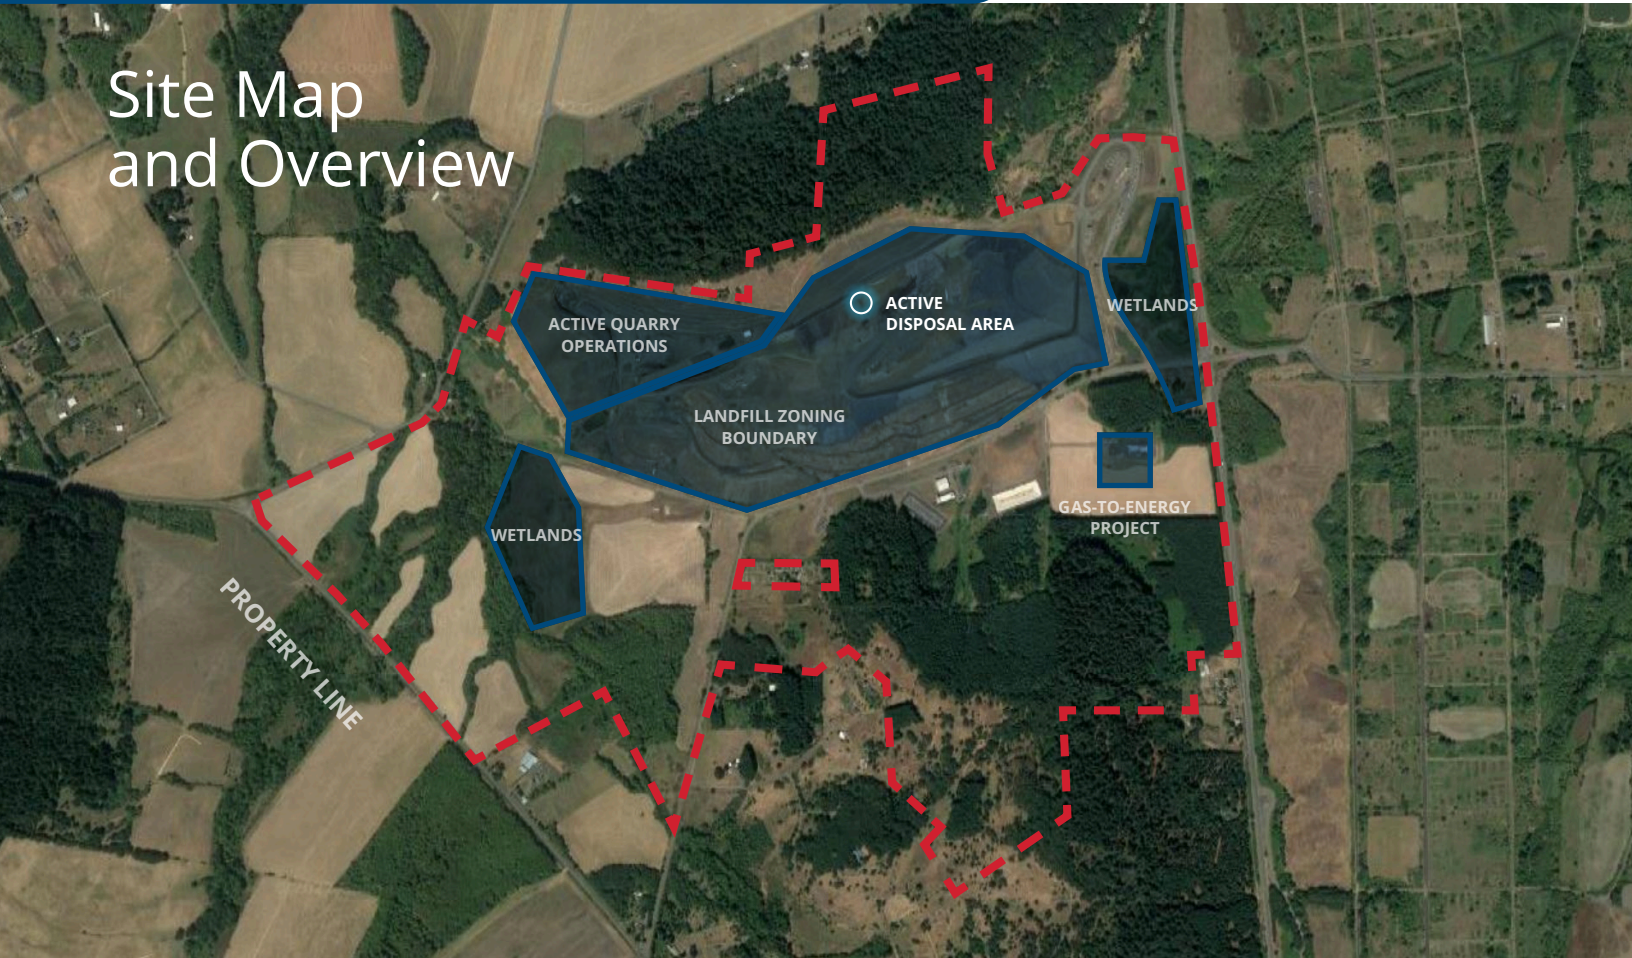 Site Map
and Overview
ACTIVE
DISPOSAL AREA
WETLANDS
ACTIVE QUARRY
OPERATIONS
LANDFILL ZONING
BOUNDARY
GAS-TO-ENERGY
PROJECT
WETLANDS
PROPERTY LINE